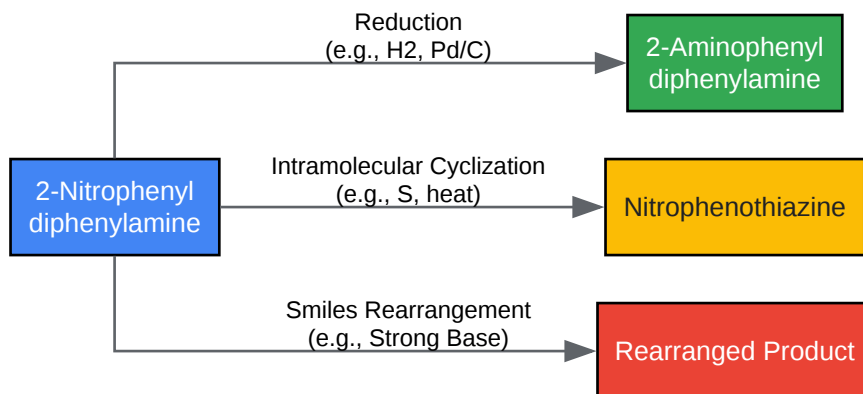 Reduction
(e.g., H2, Pd/C)
2-Aminophenyl
diphenylamine
2-Nitrophenyl
diphenylamine
Intramolecular Cyclization
(e.g., S, heat)
Nitrophenothiazine
Smiles Rearrangement
(e.g., Strong Base)
Rearranged Product